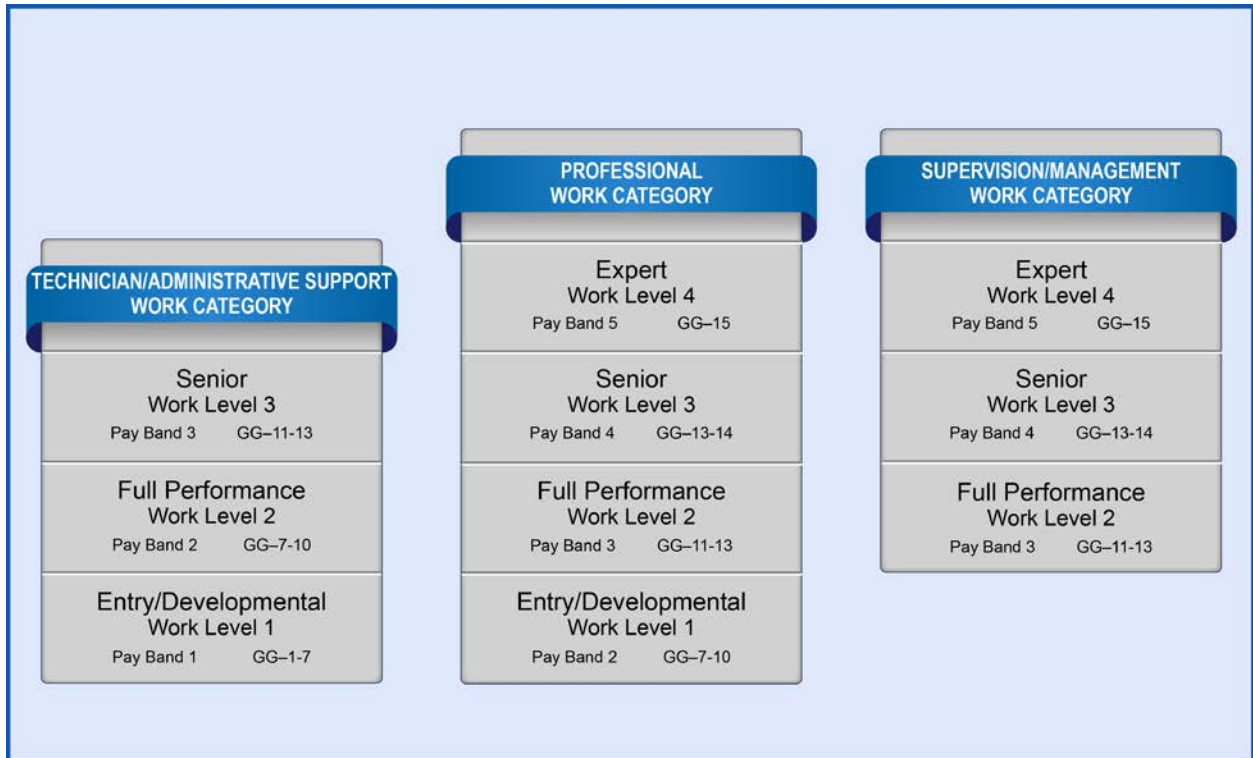 TECHNICIAN/ADMINISTRATIVE SUPPORT
WORK CATEGORY
Senior
Work Level 3
Pay Band 3 GG–11-13
Full Performance
Work Level 2
Pay Band 2 GG–7-10
Entry/Developmental
Work Level 1
Pay Band 1 GG–1-7
PROFESSIONAL
WORK CATEGORY
Expert
Work Level 4
Pay Band 5 GG–15
Senior
Work Level 3
Pay Band 4 GG–13-14
Full Performance
Work Level 2
Pay Band 3 GG–11-13
Entry/Developmental
Work Level 1
Pay Band 2 GG–7-10
SUPERVISION/MANAGEMENT
WORK CATEGORY
Expert
Work Level 4
Pay Band 5 GG–15
Senior
Work Level 3
Pay Band 4 GG–13-14
Full Performance
Work Level 2
Pay Band 3 GG–11-13